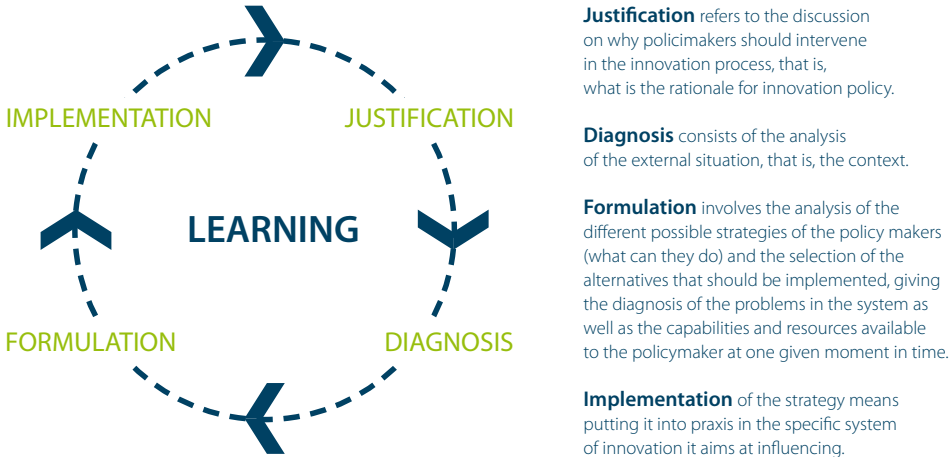 IMPLEMENTATION
JUSTIFICATION
LEARNING
FORMULATION
DIAGNOSIS
Justification refers to the discussion
on why policimakers should intervene
in the innovation process, that is,
what is the rationale for innovation policy.
Diagnosis consists of the analysis
of the external situation, that is, the context.
Formulation involves the analysis of the
different possible strategies of the policy makers
(what can they do) and the selection of the
alternatives that should be implemented, giving
the diagnosis of the problems in the system as
well as the capabilities and resources available
to the policymaker at one given moment in time.
Implementation of the strategy means
putting it into praxis in the specific system
of innovation it aims at influencing.